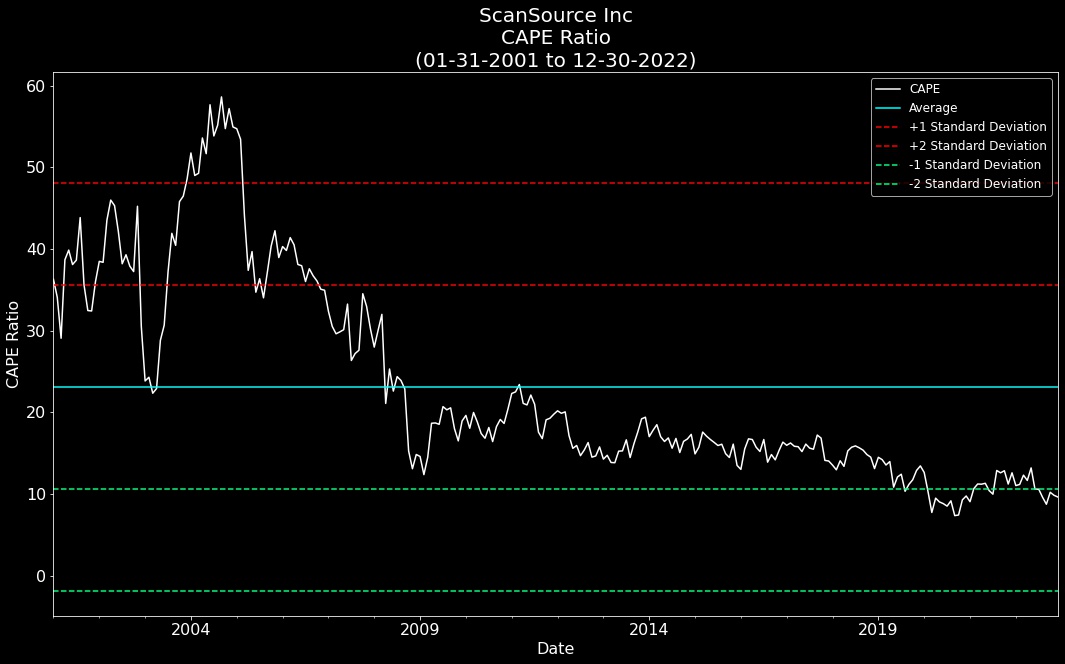 ScanSource Inc
CAPE Ratio
(01-31-2001 to 12-30-2022)
60
50
40
30
20
10
0
CAPE Ratio
CAPE
Average
+1 Standard Deviation
+2 Standard Deviation
-1 Standard Deviation
-2 Standard Deviation
2004 2009 2014 2019
Date